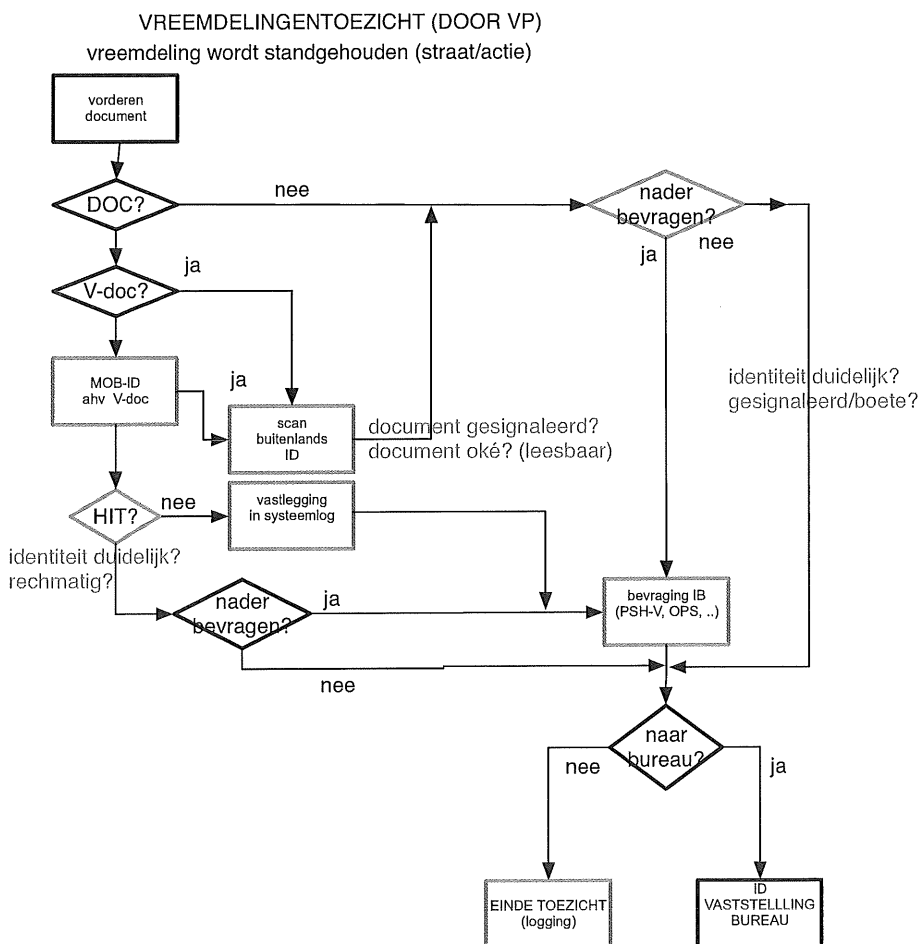 VREEMDELINGENTOEZICHT (DOOR VP)
vreemdeling wordt standgehouden (straat/actie)
vorderen
document
DOC?
nee
nader
bevragen?
nee
ja
V-doc?
ja
MOB-ID
ahv V-doc
ja
scan
buitenlands
ID
document gesignaleerd?
document oké? (leesbaar)
identiteit duidelijk?
gesignaleerd/boete?
HIT?
nee
vastlegging
in systeemlog
identiteit duidelijk?
rechmatig?
nader
bevragen?
ja
nee
bevraging IB
(PSH-V, OPS, ..)
naar
bureau?
nee
ja
EINDE TOEZICHT
(logging)
ID
VASTSTELLLING
BUREAU